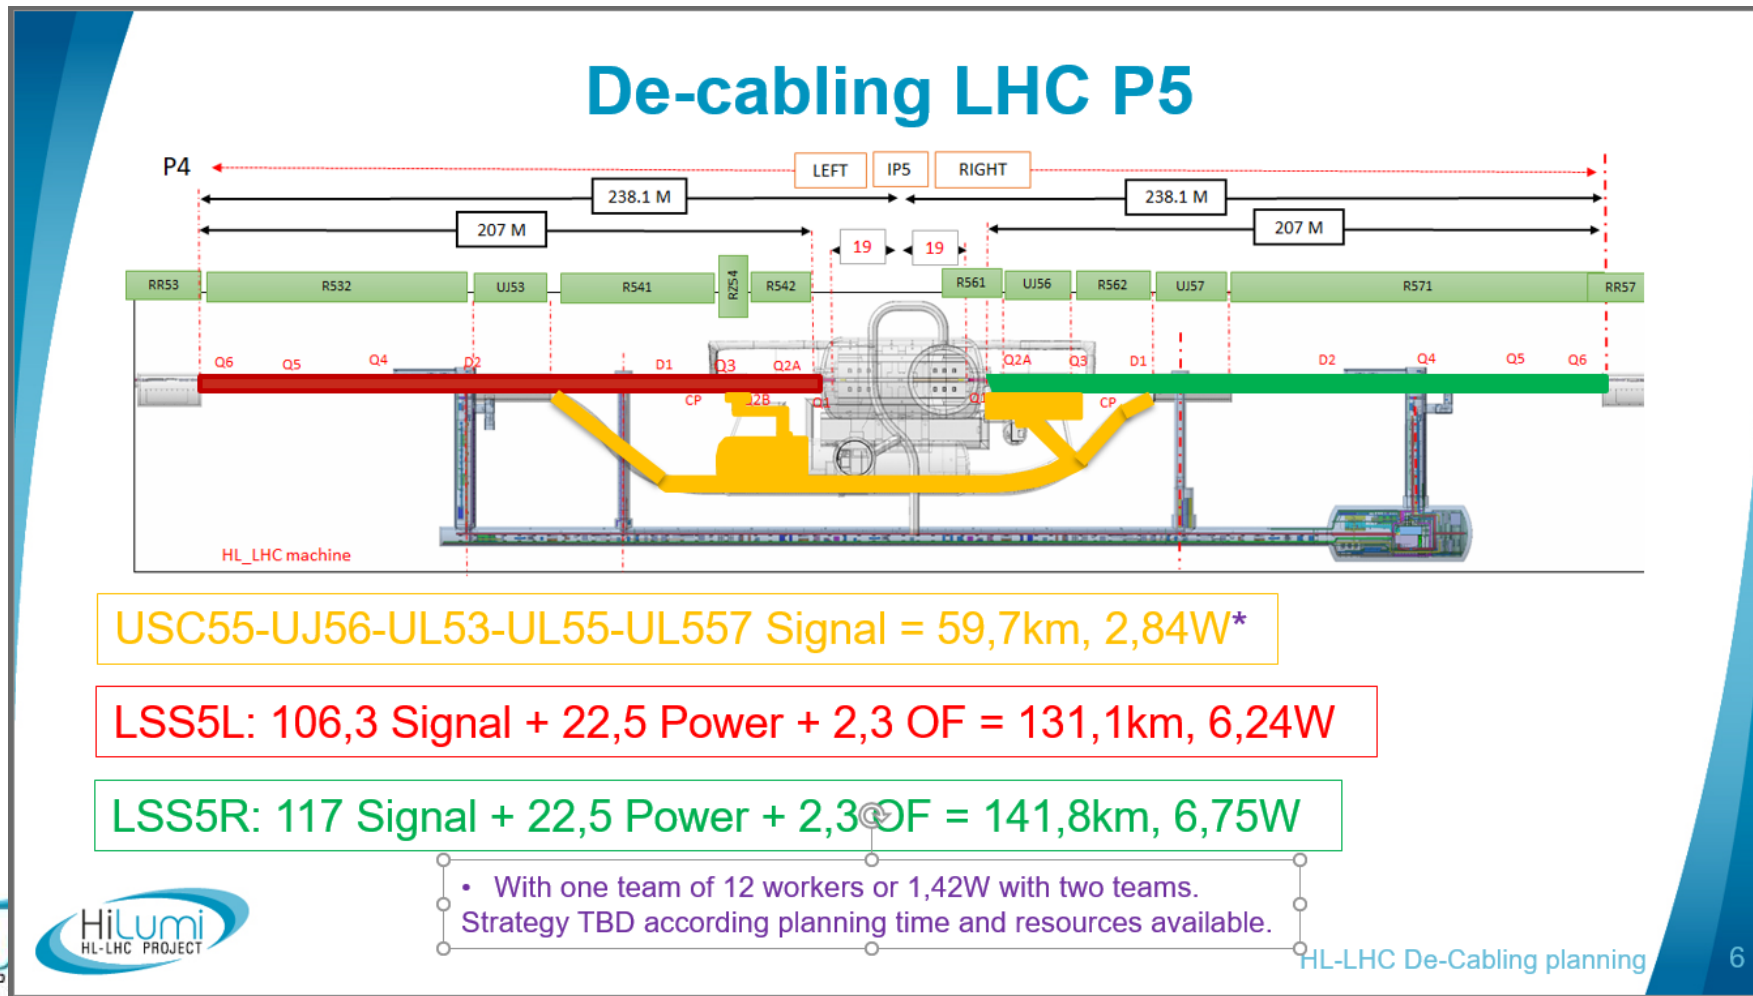 De-cabling LHC P5
P4
LEFT
IP5
RIGHT
238.1 M
238.1 M
207 M
207 M
19
19
RR53
R532
UJ53
R541
RZ54
R542
R561
UJ56
R562
UJ57
R571
RR57
Q6
Q5
Q4
D2
D1
Q3
Q2A
Q2A
Q3
D1
D2
Q4
Q5
Q6
CP
Q2B
Q1
Q1
CP
HL_LHC machine
USC55-UJ56-UL53-UL55-UL557 Signal = 59,7km, 2,84W*
LSS5L: 106,3 Signal + 22,5 Power + 2,3 OF = 131,1km, 6,24W
LSS5R: 117 Signal + 22,5 Power + 2,3 OF = 141,8km, 6,75W
• With one team of 12 workers or 1,42W with two teams.
Strategy TBD according planning time and resources available.
HiLumi
HL-LHC PROJECT
HL-LHC De-Cabling planning
6